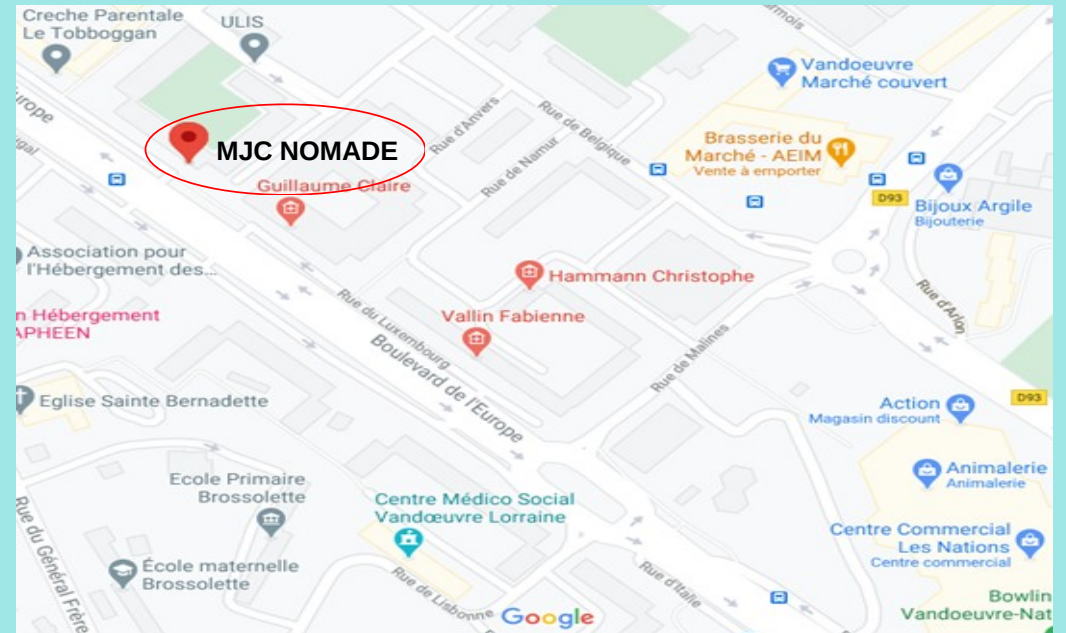 Creche Parentale
Le Tobboggan
ULIS
Vandoeuvre
Marché couvert
Europe
Rue d'Anvers
Rue de Belgique
MJC NOMADE
Brasserie du
Marché - AEIM
Vente à emporter
Rue de Namur
Guillaume Claire
D93
Bijoux Argile
Bijouterie
Association pour
l'Hébergement des...
Hammann Christophe
Rue d'Arlon
n Hébergement
APHEEN
Rue du Luxembourg
Vallin Fabienne
Boulevard de l'Europe
Rue de Malines
Eglise Sainte Bernadette
Action
Magasin discount
D93
Ecole Primaire
Brossolette
Animalerie
Animalerie
Centre Médico Social
Vandœuvre Lorraine
Centre Commercial
Les Nations
Centre commercial
Rue du Général Frère
École maternelle
Brossolette
Rue de Lisbonne
Rue d'Italie
Google
Bowlin
Vandoeuvre-Nat